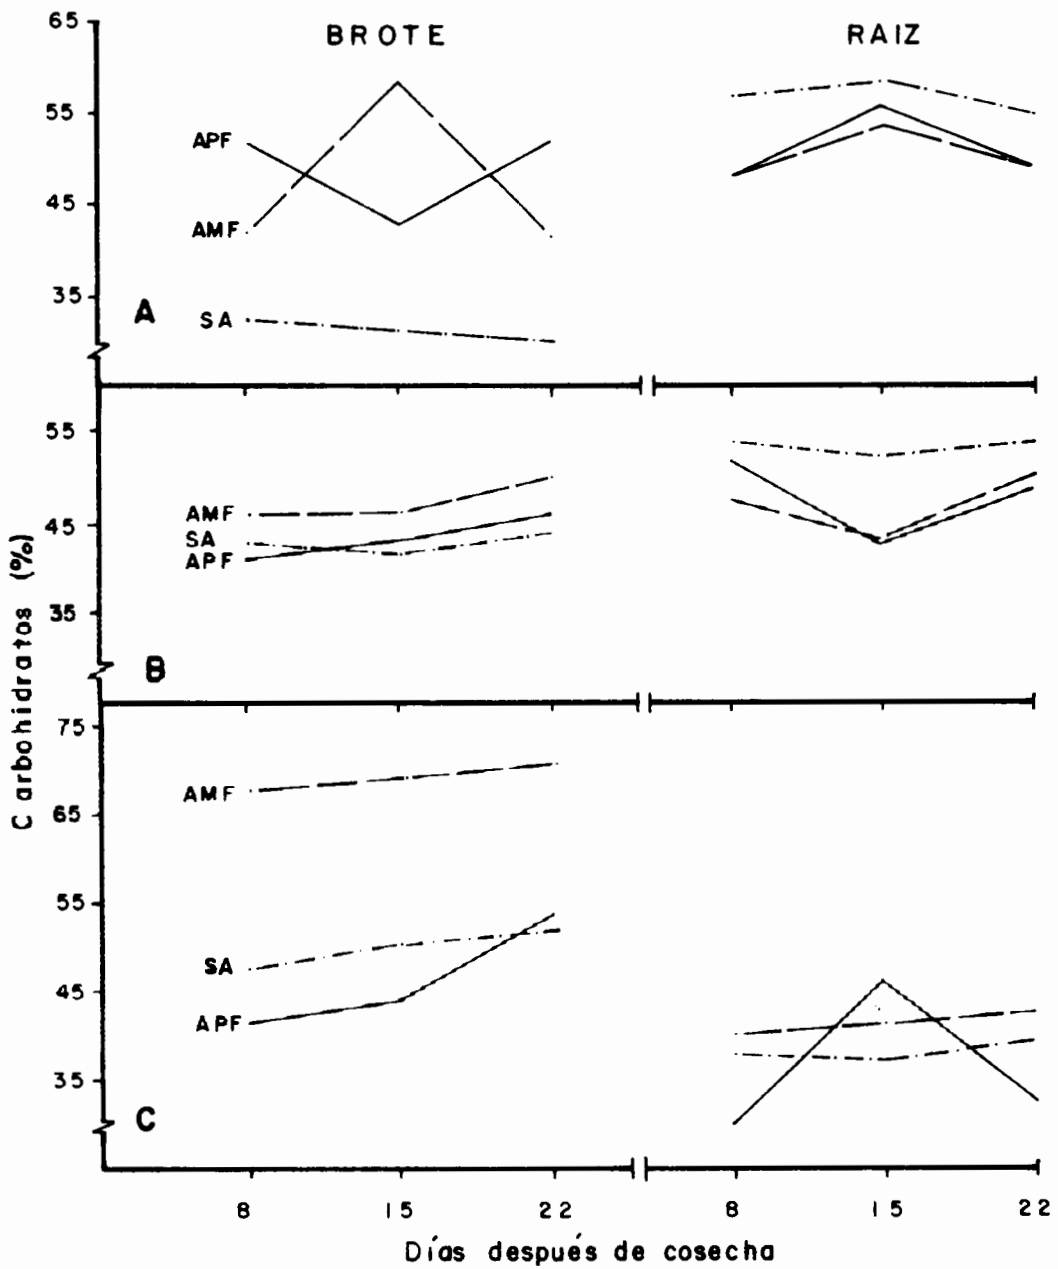 BROTE RAIZ
65
55
45
35
APF
AMF
SA
A
55
45
35
AMF
SA
APF
B
75
65
55
45
35
AMF
SA
APF
C
Carbohidratos (%)
8 15 22 8 15 22
Días después de cosecha